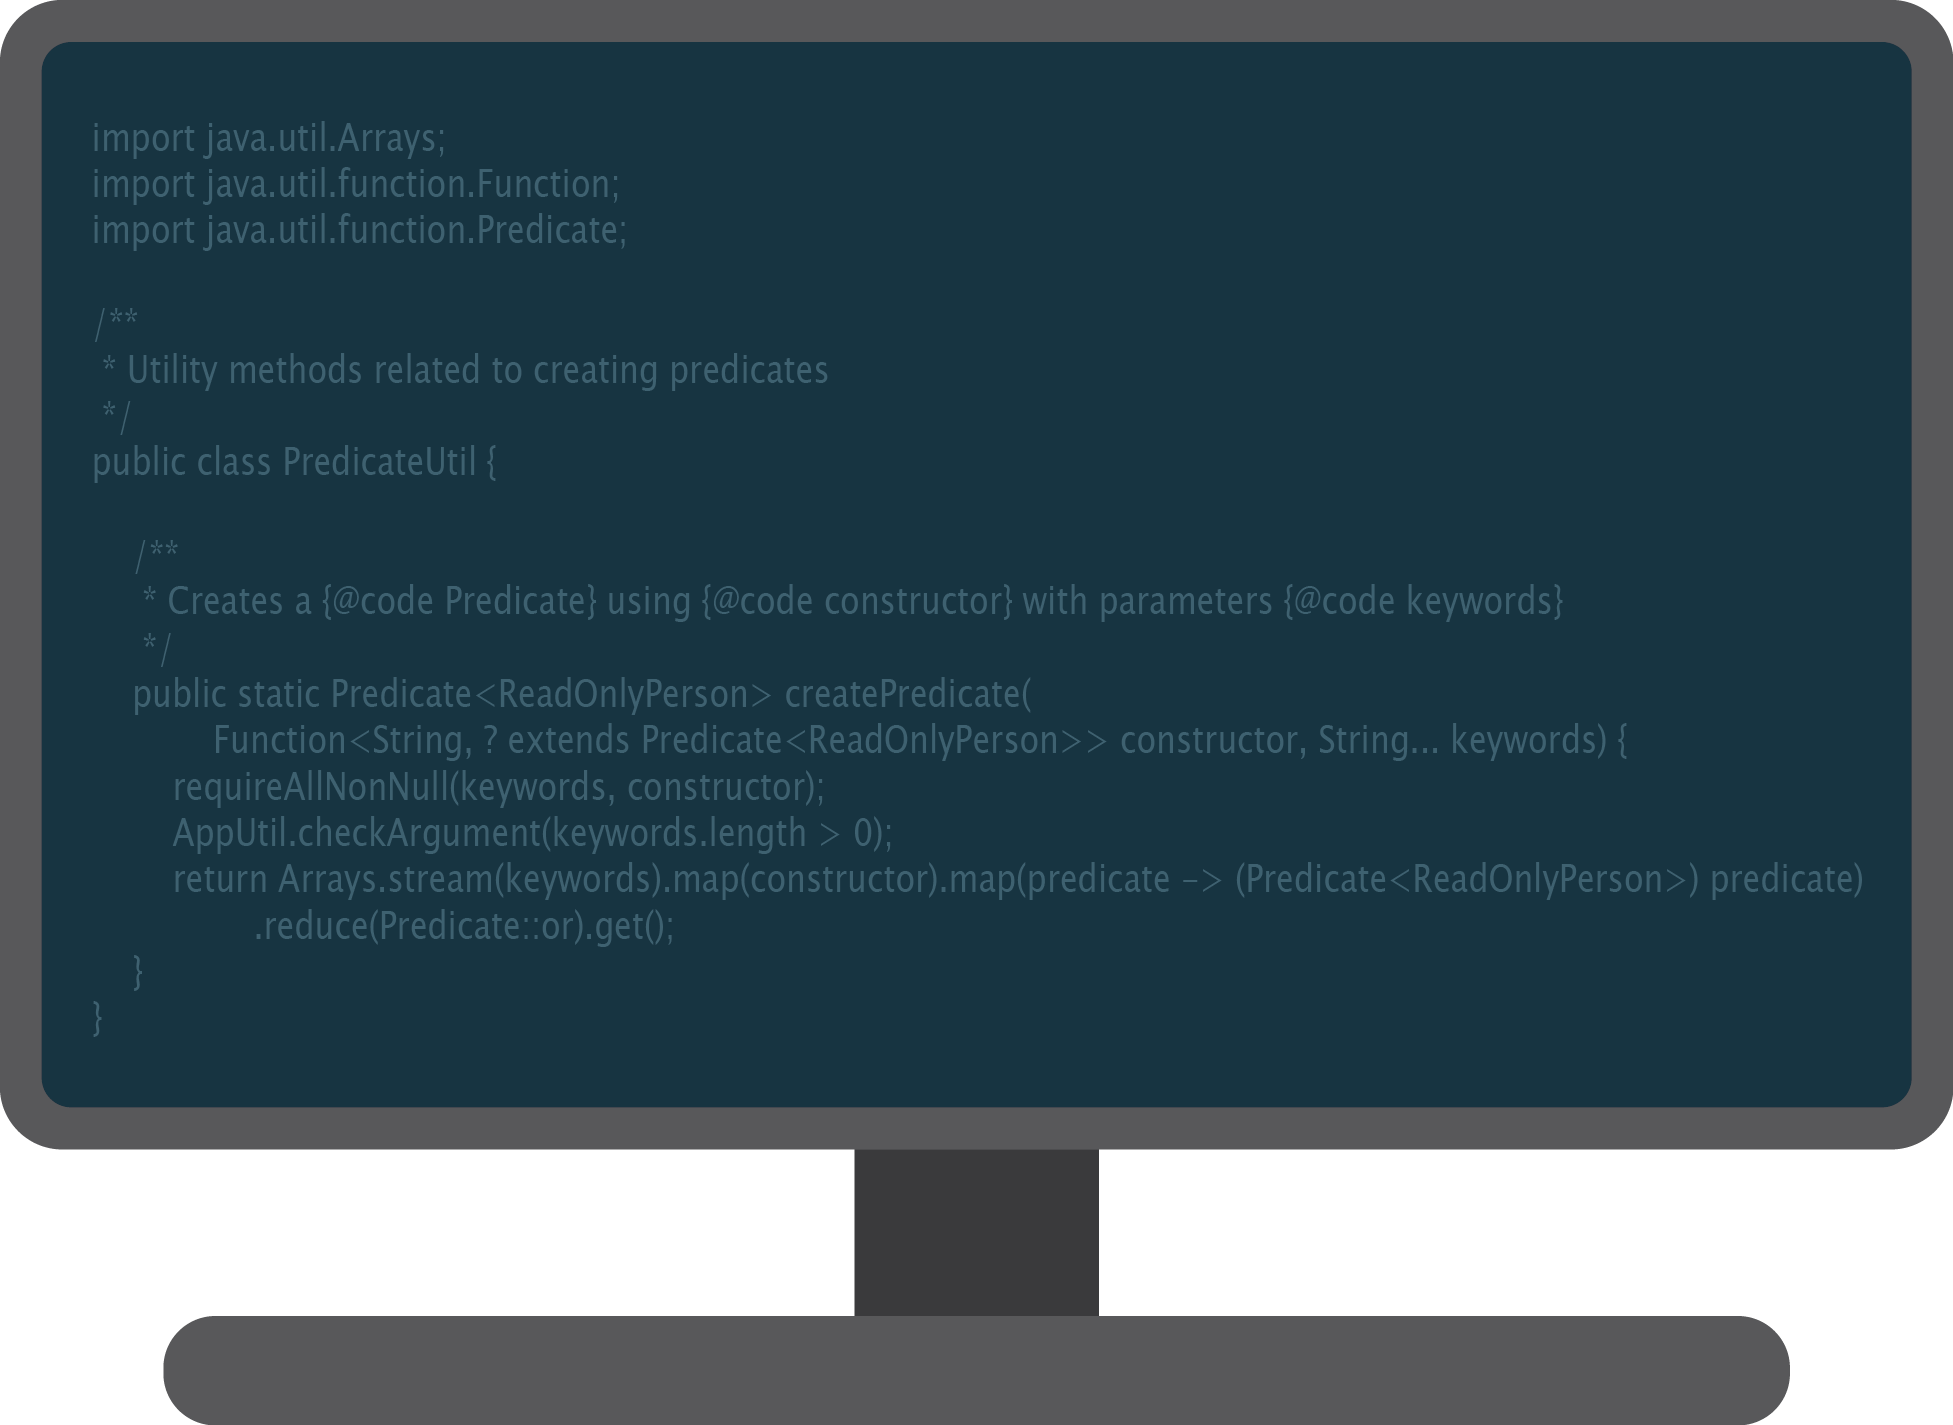 import java.util.Arrays;
import java.util.function.Function;
import java.util.function.Predicate;

/**
 * Utility methods related to creating predicates
 */
public class PredicateUtil {

    /**
     * Creates a {@code Predicate} using {@code constructor} with parameters {@code keywords}
     */
    public static Predicate<ReadOnlyPerson> createPredicate(
            Function<String, ? extends Predicate<ReadOnlyPerson>> constructor, String... keywords) {
        requireAllNonNull(keywords, constructor);
        AppUtil.checkArgument(keywords.length > 0);
        return Arrays.stream(keywords).map(constructor).map(predicate -> (Predicate<ReadOnlyPerson>) predicate)
                .reduce(Predicate::or).get();
    }
}